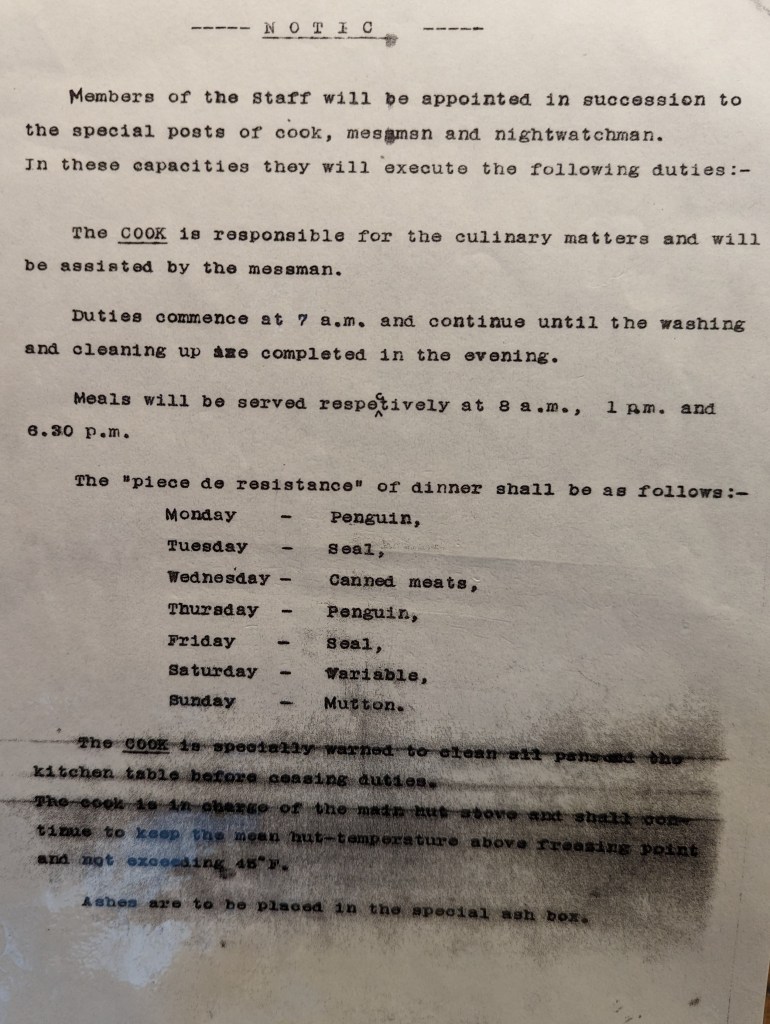 ----- N O T I C -----
Members of the Staff will be appointed in succession to
the special posts of cook, messman and nightwatchman.
In these capacities they will execute the following duties:-
The COOK is responsible for the culinary matters and will
be assisted by the messman.
Duties commence at 7 a.m. and continue until the washing
and cleaning up are completed in the evening.
Meals will be served respectively at 8 a.m., 1 p.m. and
6.30 p.m.
The "piece de resistance" of dinner shall be as follows:-
Monday - Penguin,
Tuesday - Seal,
Wednesday - Canned meats,
Thursday - Penguin,
Friday - Seal,
Saturday - Variable,
Sunday - Mutton.
The COOK is specially warned to clean all pans and the
kitchen table before ceasing duties.
The cook is in charge of the main hut stove and shall con-
tinue to keep the mean hut-temperature above freezing point
and not exceeding 45°F.
Ashes are to be placed in the special ash box.